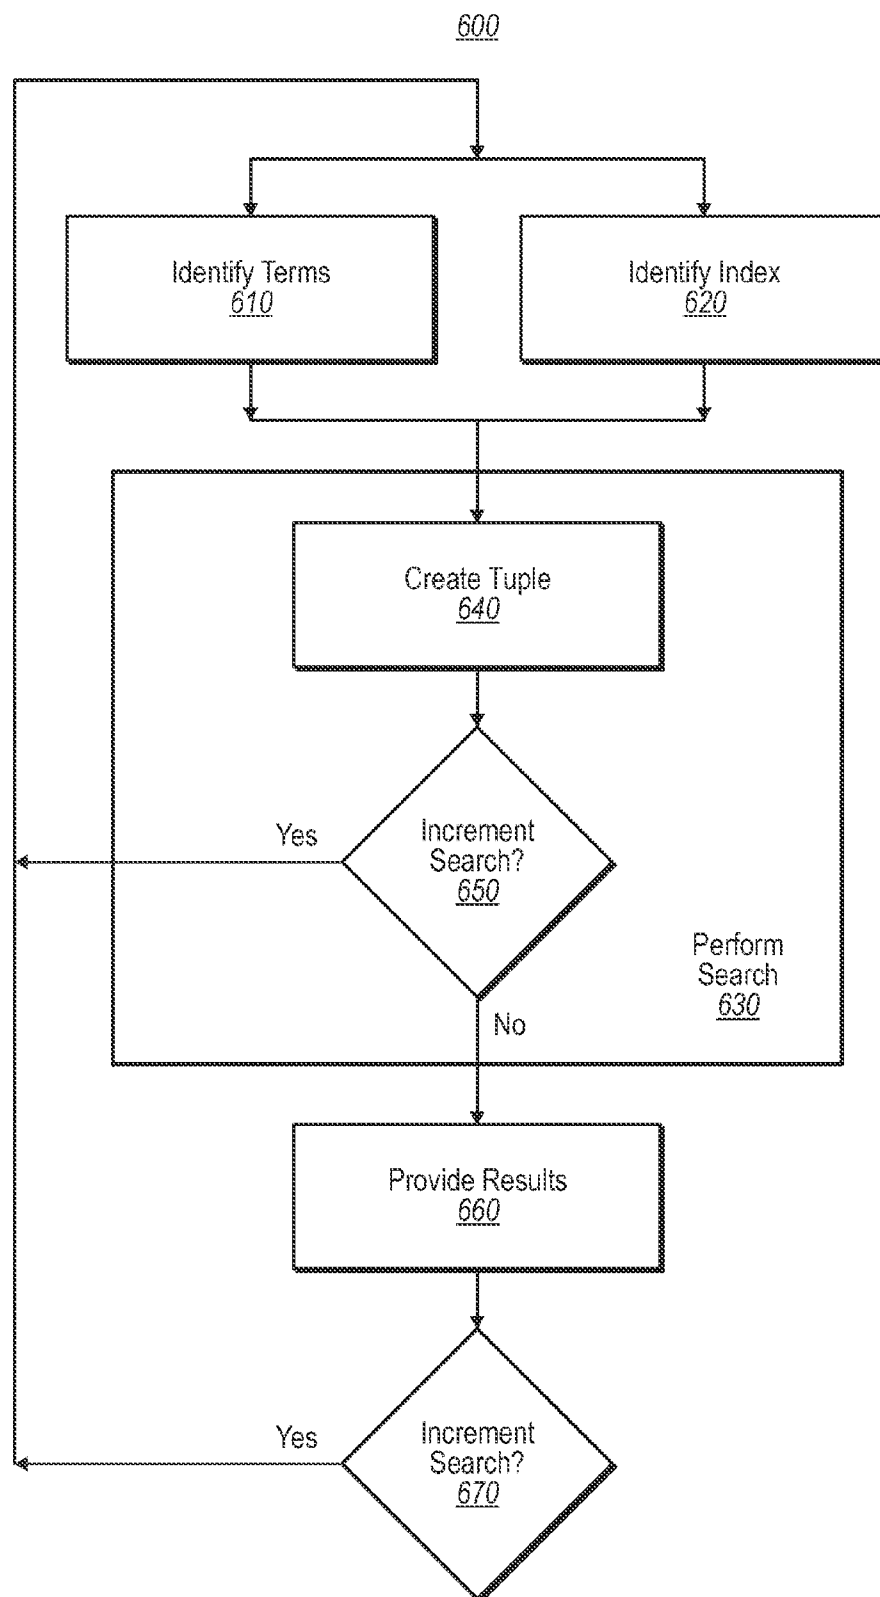 600
Identify Terms
610
Identify Index
620
Create Tuple
640
Yes
Increment
Search?
650
Perform
Search
630
No
Provide Results
660
Yes
Increment
Search?
670